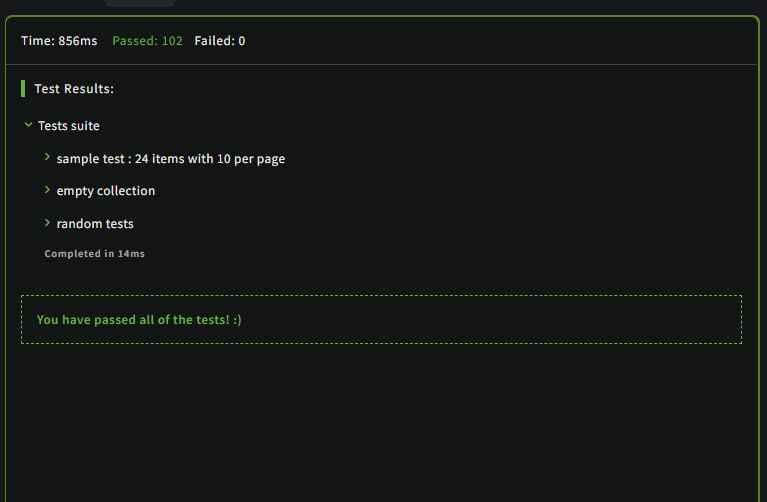 Time: 856ms Passed: 102 Failed: 0
Test Results:
Tests suite
sample test : 24 items with 10 per page
empty collection
random tests
Completed in 14ms
You have passed all of the tests! :)